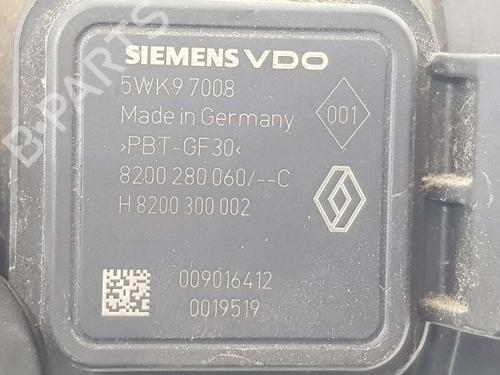 SIEMENS VDO
5WK9 7008
Made in Germany
001
>PBT-GF30<
8200 280 060/--C
H 8200 300 002
009016412
0019519
B-PARTS